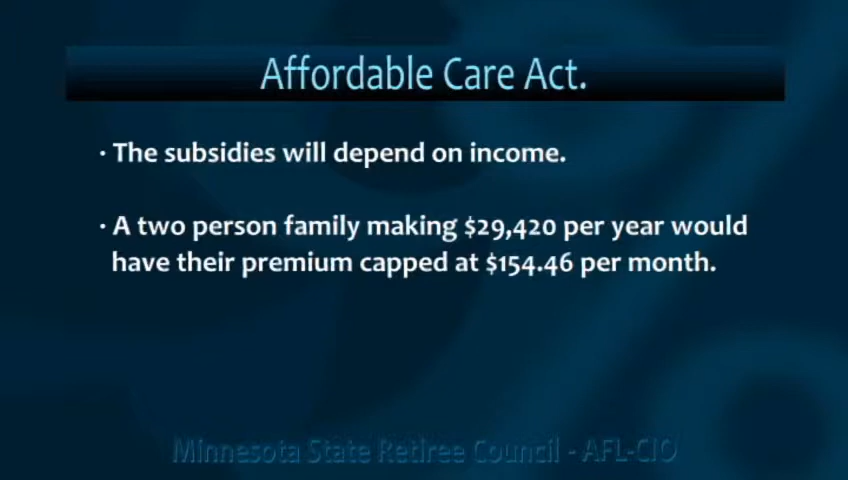 Affordable Care Act.
· The subsidies will depend on income.
· A two person family making $29,420 per year would
have their premium capped at $154.46 per month.
Minnesota State Retiree Council - AFL-CIO